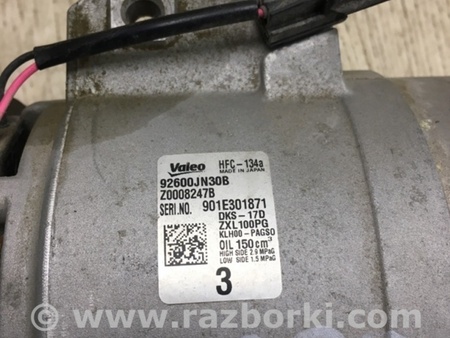 Valeo HFC-134a
MADE IN JAPAN
92600JN30B
Z0008247B
SERI.NO. 901E301871
DKS-17D
ZXL100PG
KLH00-PAGSO
OIL 150cm³
HIGH SIDE 2.9 MPaG
LOW SIDE 1.5 MPaG
3
© www.razborki.com